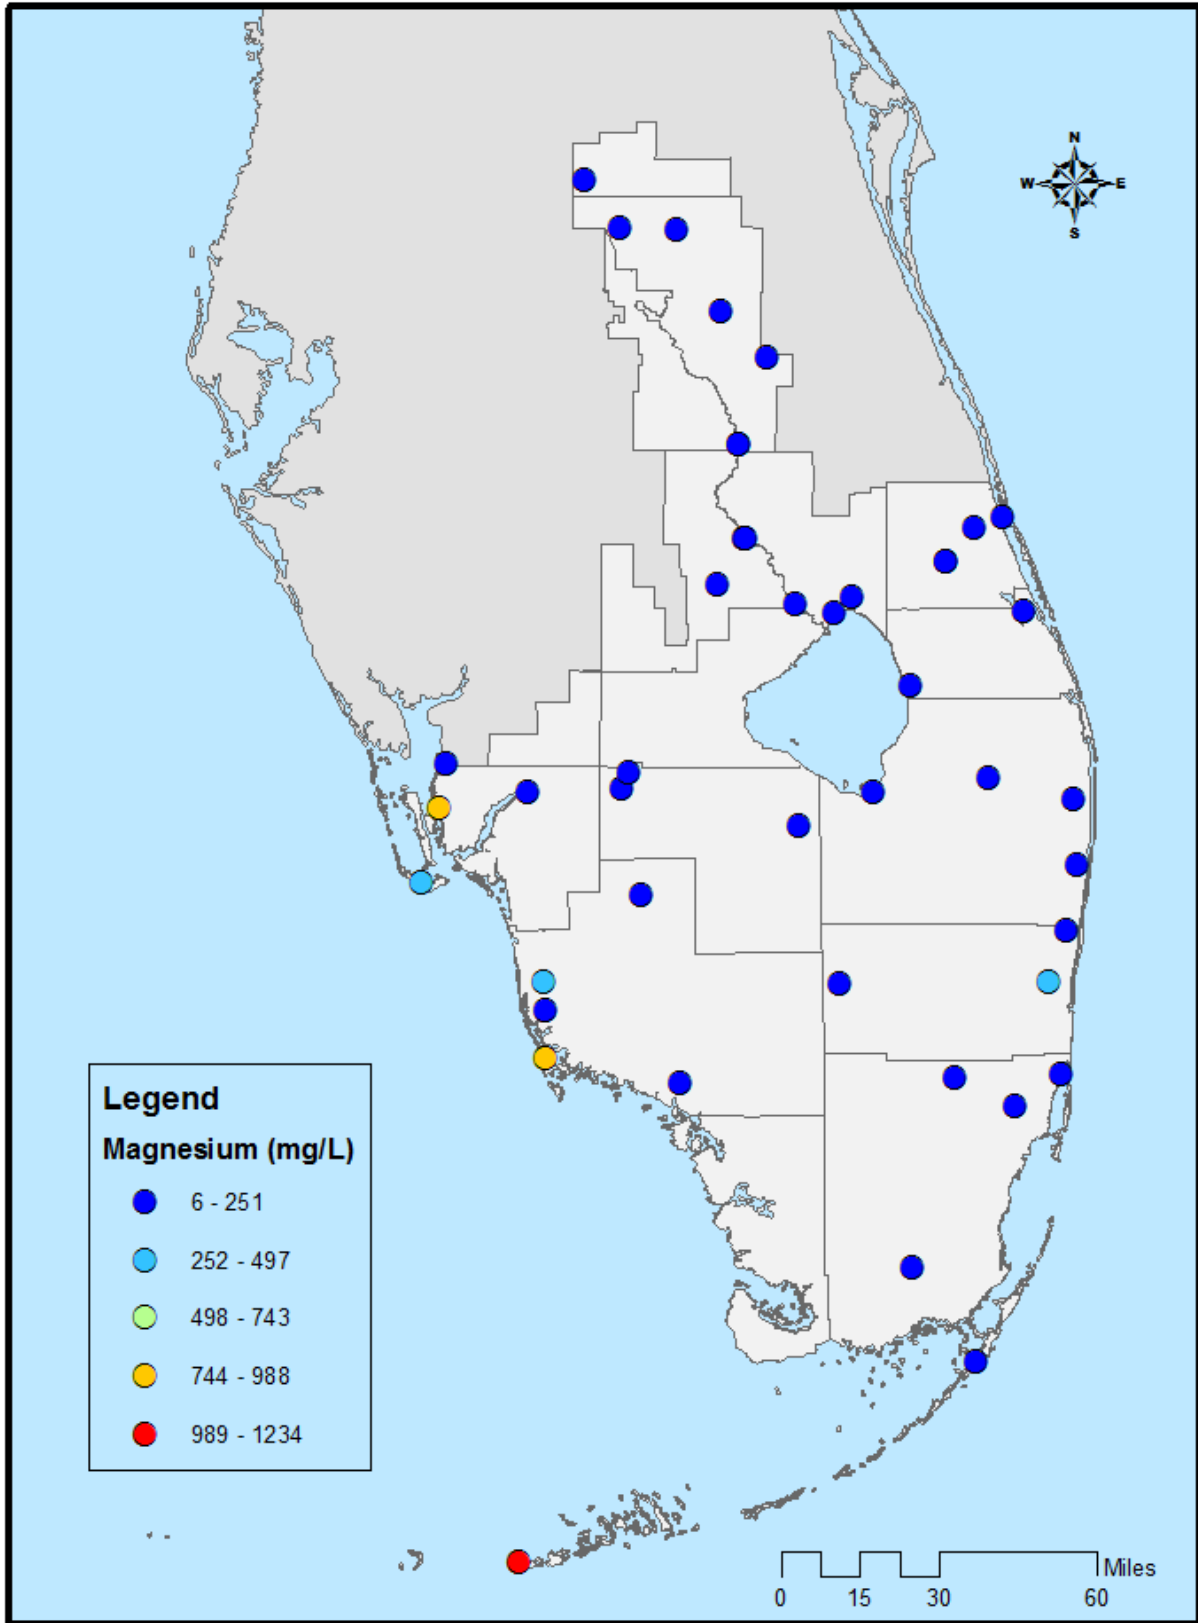 N
W E
S
Legend
Magnesium (mg/L)
6 - 251
252 - 497
498 - 743
744 - 988
989 - 1234
Miles
0 15 30 60